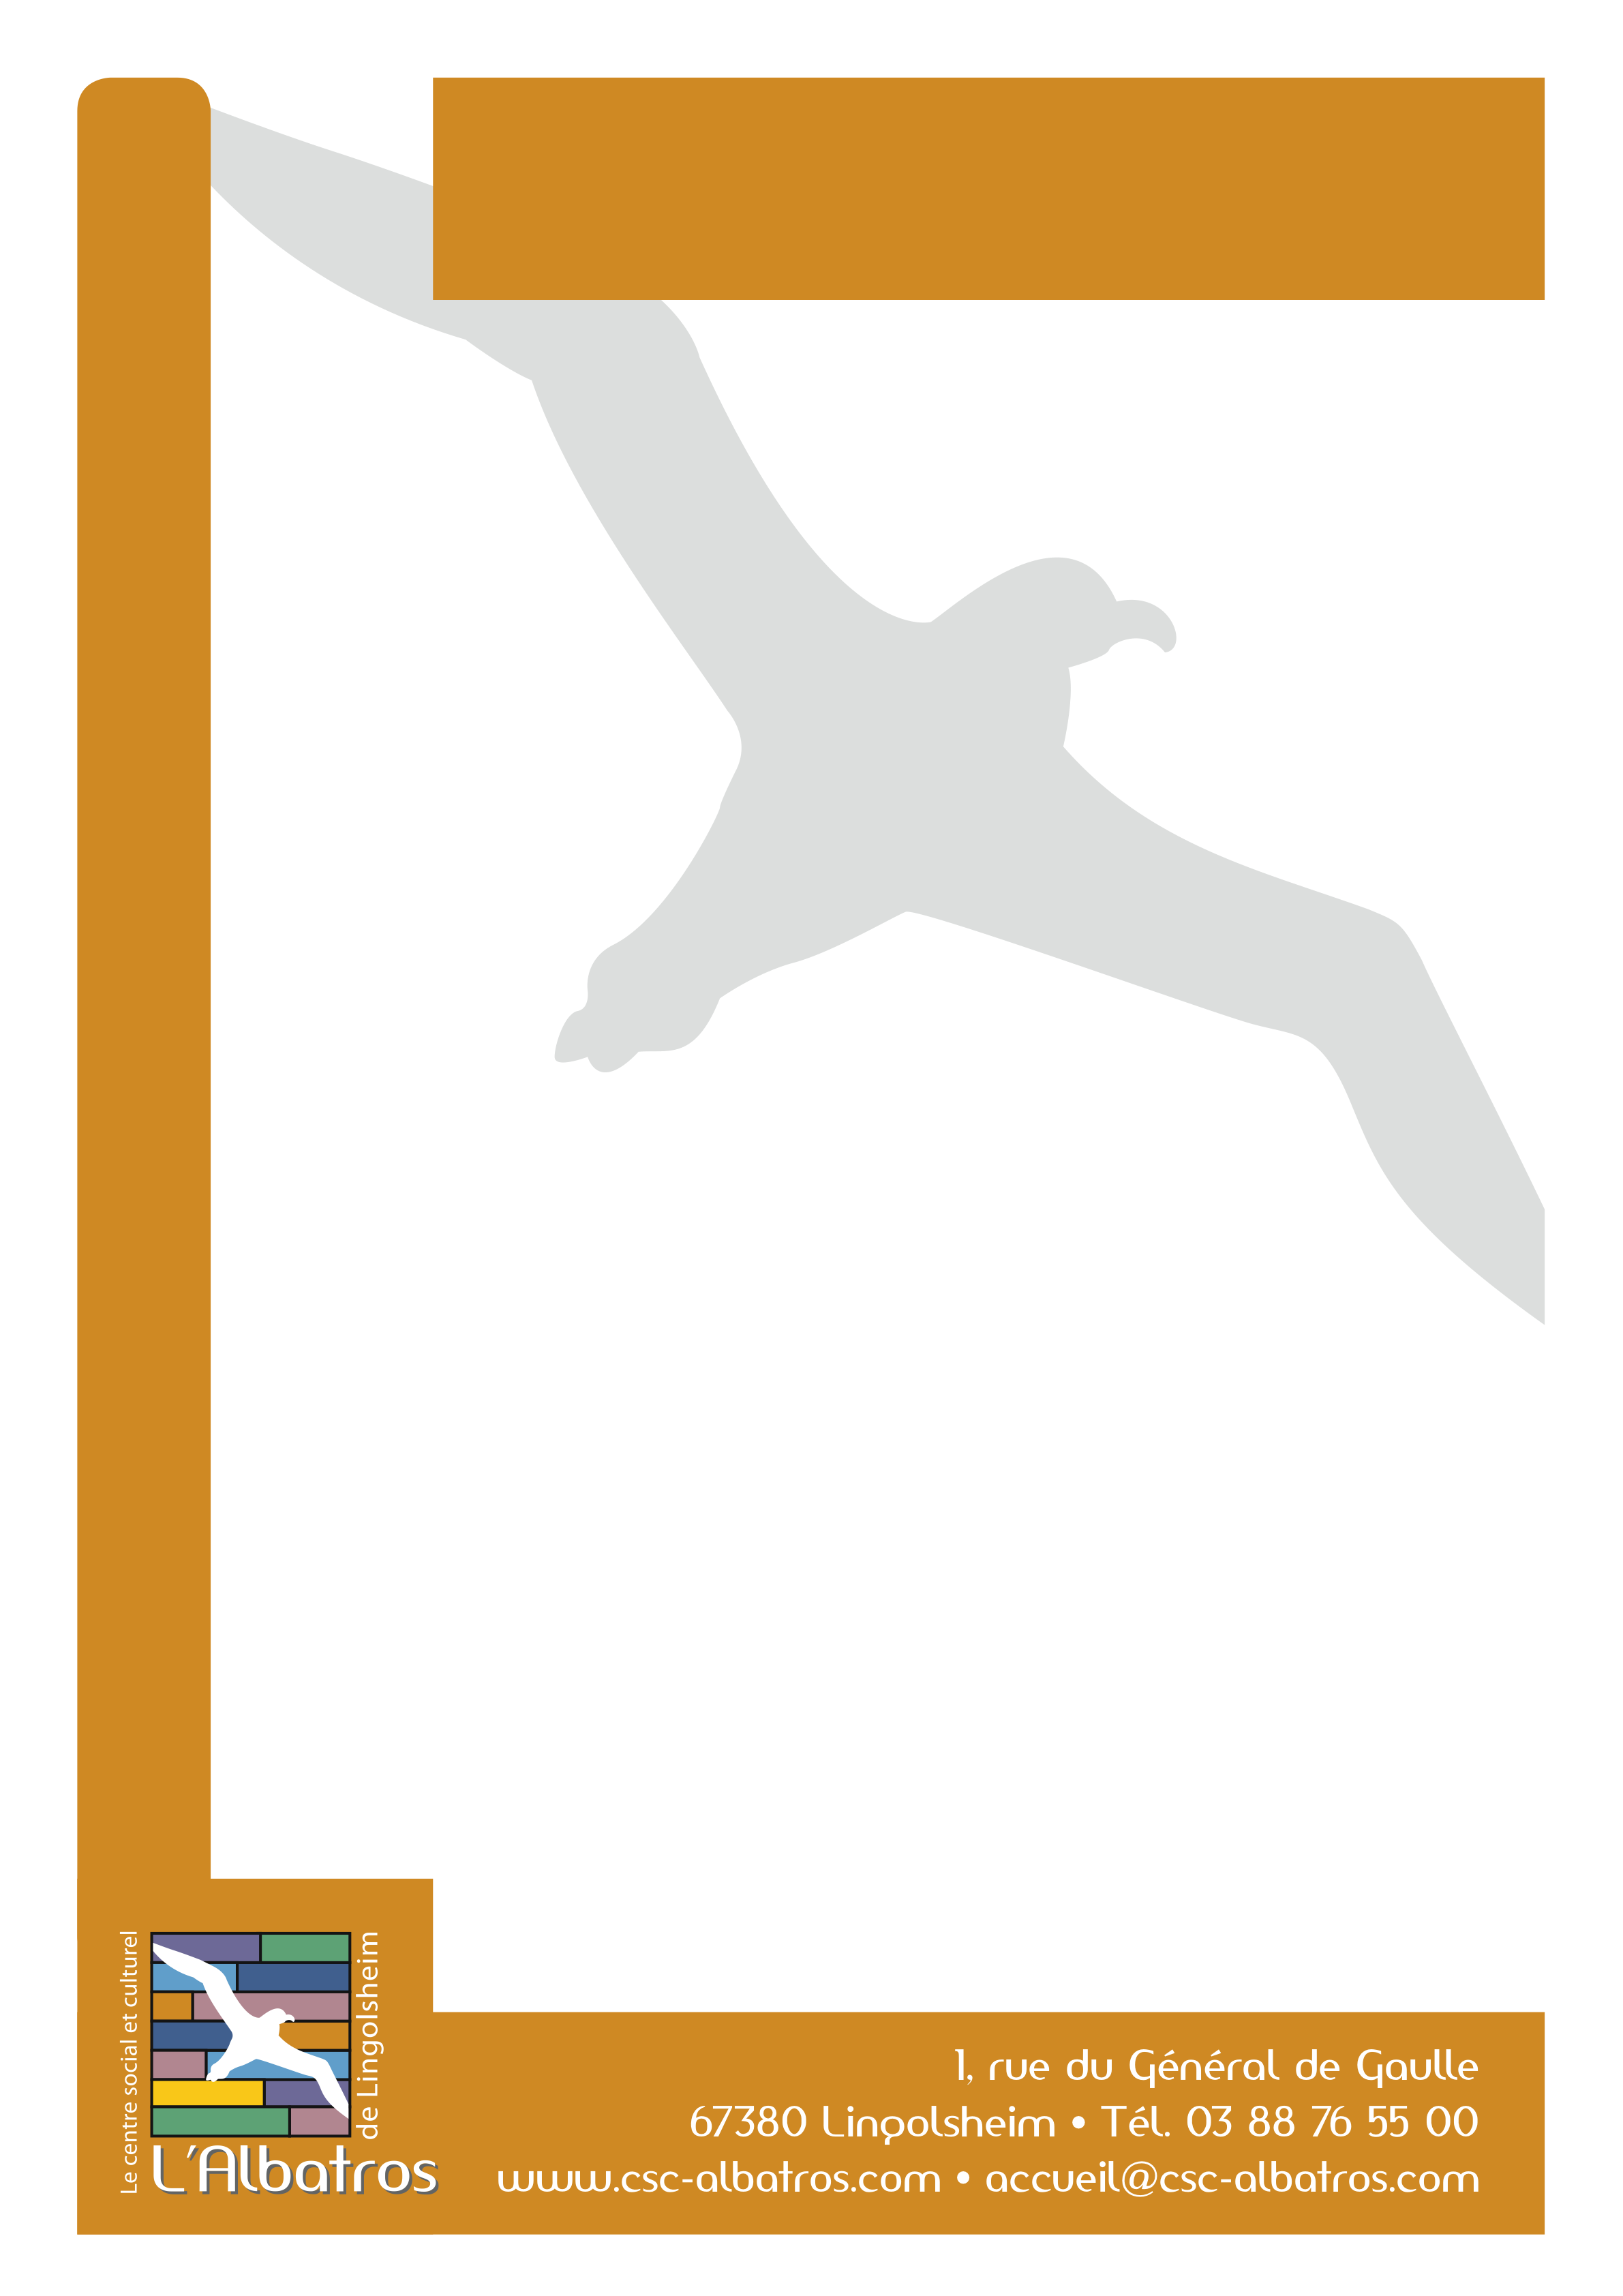 Le centre social et culturel
de Lingolsheim
L'Albatros
1, rue du Général de Gaulle
67380 Lingolsheim • Tél. 03 88 76 55 00
www.csc-albatros.com • accueil@csc-albatros.com